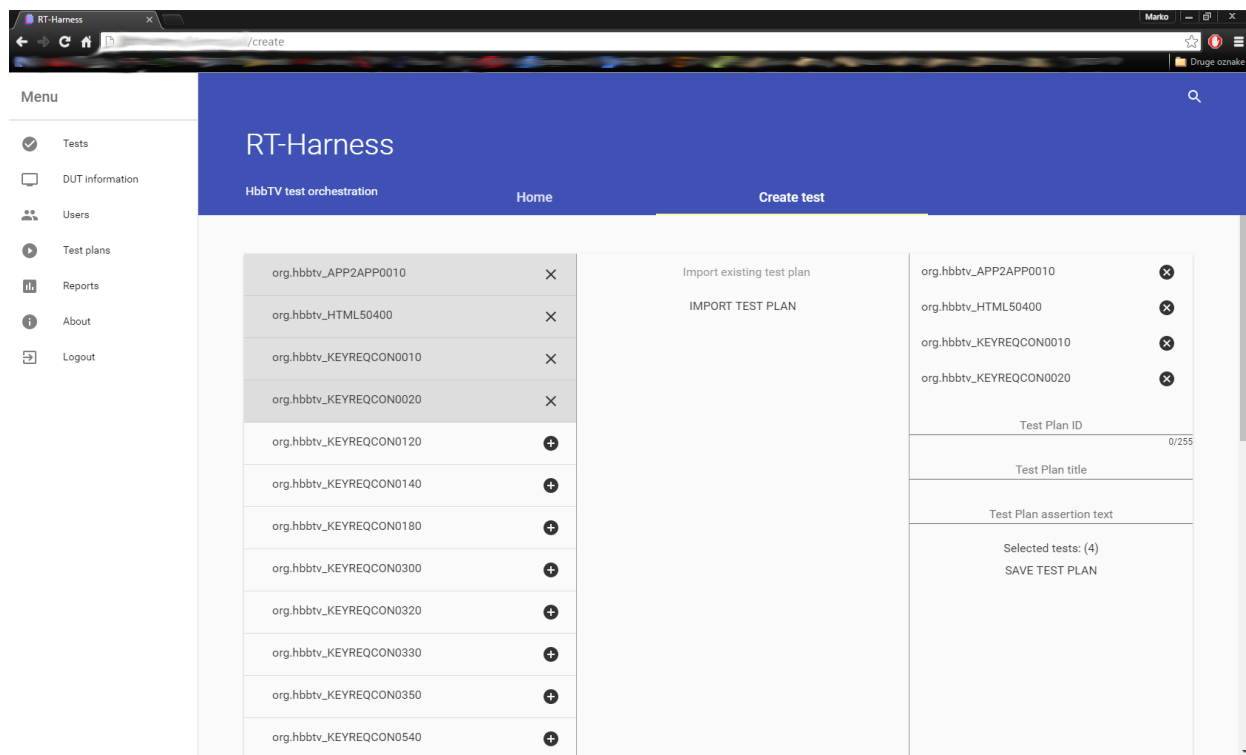 RT-Harness
Marko
/create
Druge oznake
Menu
Tests
DUT information
Users
Test plans
Reports
About
Logout
RT-Harness
HbbTV test orchestration
Home
Create test
org.hbbtv_APP2APP0010
org.hbbtv_HTML50400
org.hbbtv_KEYREQCON0010
org.hbbtv_KEYREQCON0020
org.hbbtv_KEYREQCON0120
org.hbbtv_KEYREQCON0140
org.hbbtv_KEYREQCON0180
org.hbbtv_KEYREQCON0300
org.hbbtv_KEYREQCON0320
org.hbbtv_KEYREQCON0330
org.hbbtv_KEYREQCON0350
org.hbbtv_KEYREQCON0540
Import existing test plan
IMPORT TEST PLAN
org.hbbtv_APP2APP0010
org.hbbtv_HTML50400
org.hbbtv_KEYREQCON0010
org.hbbtv_KEYREQCON0020
Test Plan ID
0/255
Test Plan title
Test Plan assertion text
Selected tests: (4)
SAVE TEST PLAN